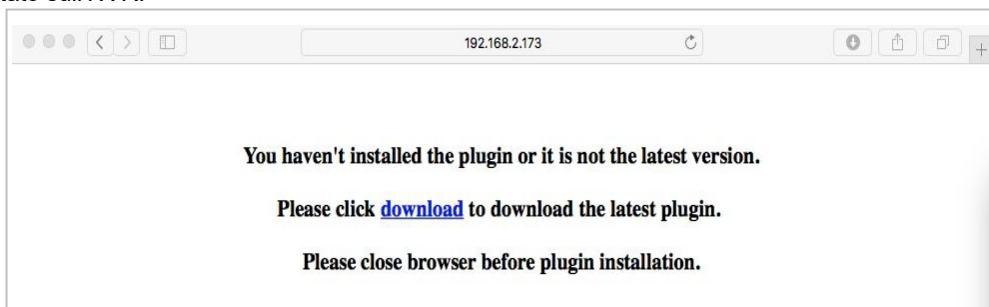 192.168.2.173
You haven't installed the plugin or it is not the latest version.
Please click download to download the latest plugin.
Please close browser before plugin installation.